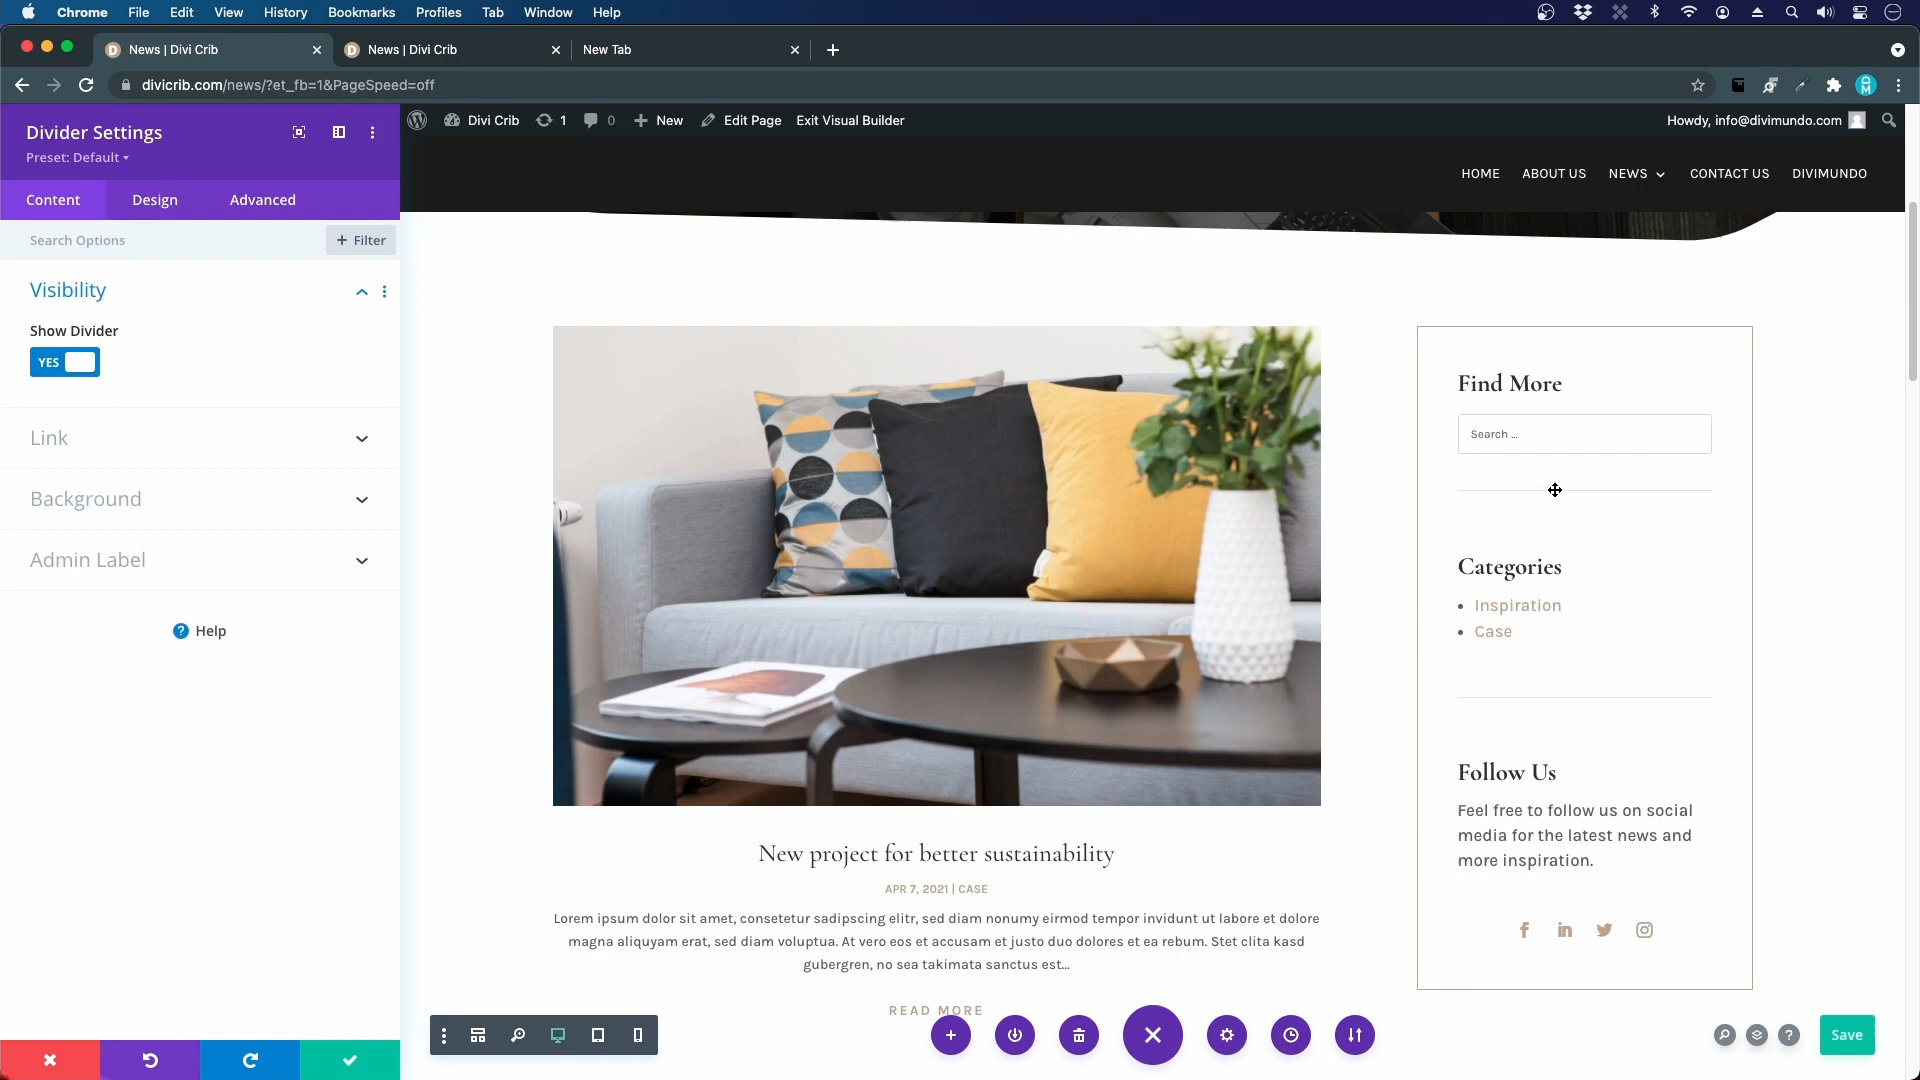 Chrome File Edit View History Bookmarks Profiles Tab Window Help
News | Divi Crib
News | Divi Crib
New Tab
divicrib.com/news/?et_fb=1&PageSpeed=off
Divider Settings
Preset: Default
Content Design Advanced
Search Options
+ Filter
Visibility
Show Divider
YES
Link
Background
Admin Label
? Help
Divi Crib 1 0 + New Edit Page Exit Visual Builder
Howdy, info@divimundo.com
HOME ABOUT US NEWS CONTACT US DIVIMUNDO
New project for better sustainability
APR 7, 2021 | CASE
Lorem ipsum dolor sit amet, consetetur sadipscing elitr, sed diam nonumy eirmod tempor invidunt ut labore et dolore
magna aliquyam erat, sed diam voluptua. At vero eos et accusam et justo duo dolores et ea rebum. Stet clita kasd
gubergren, no sea takimata sanctus est...
READ MORE
Find More
Search ...
Categories
• Inspiration
• Case
Follow Us
Feel free to follow us on social
media for the latest news and
more inspiration.
?
Save